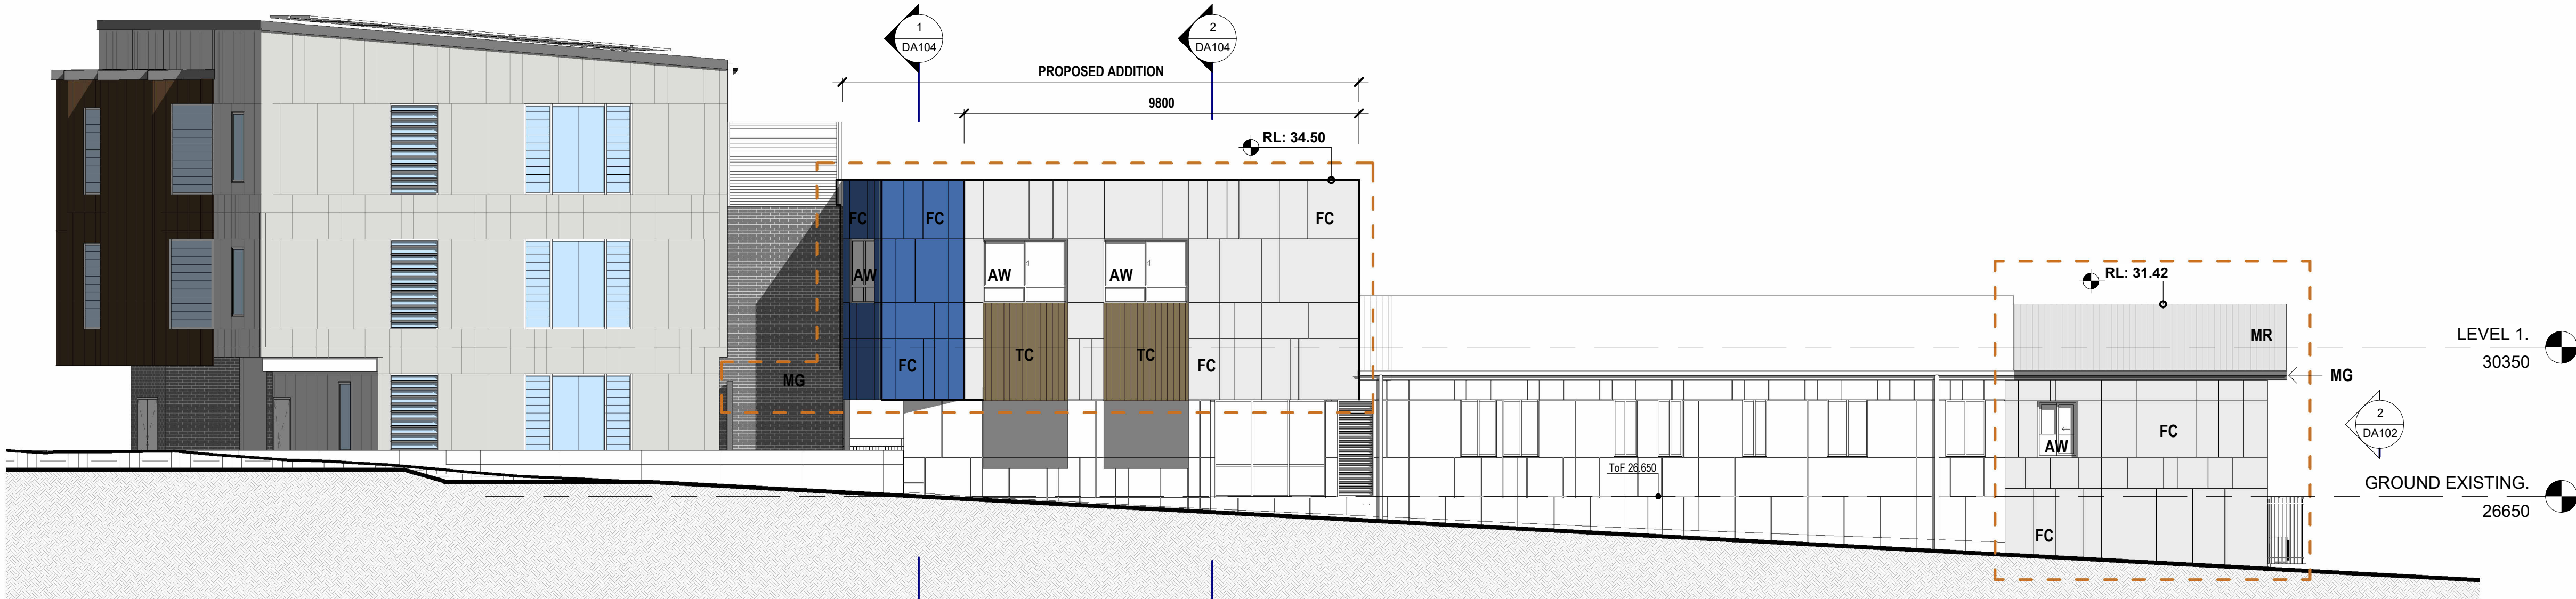 1
DA104
2
DA104
PROPOSED ADDITION
9800
RL: 34.50
FC
FC
FC
AW
AW
AW
RL: 31.42
MR
LEVEL 1.
30350
FC
TC
TC
FC
MG
MG
2
DA102
FC
AW
ToF 26.650
GROUND EXISTING.
26650
FC